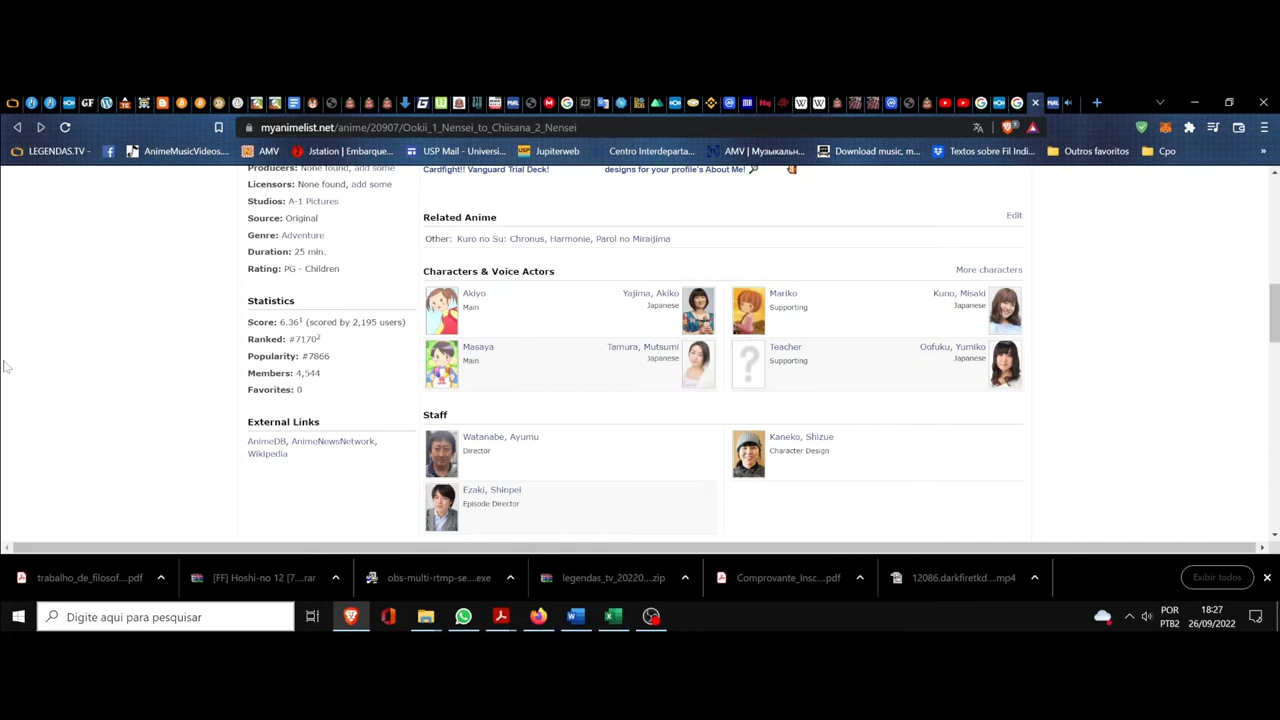 myanimelist.net/anime/20907/Ookii_1_Nensei_to_Chiisana_2_Nensei
LEGENDAS.TV -
AnimeMusicVideos....
AMV
Jstation | Embarque...
USP Mail - Universi...
Jupiterweb
Centro Interdeparta...
AMV | Музыкальн...
Download music, m...
Textos sobre Fil Indi...
Outros favoritos
Cpo
»
Producers: None found, add some
Licensors: None found, add some
Studios: A-1 Pictures
Source: Original
Genre: Adventure
Duration: 25 min.
Rating: PG - Children
Statistics
Score: 6.36¹ (scored by 2,195 users)
Ranked: #7170²
Popularity: #7866
Members: 4,544
Favorites: 0
External Links
AnimeDB, AnimeNewsNetwork,
Wikipedia
Cardfight!! Vanguard Trial Deck!
designs for your profile's About Me!
Related Anime
Edit
Other: Kuro no Su: Chronus, Harmonie, Parol no Miraijima
Characters & Voice Actors
More characters
Akiyo
Main
Yajima, Akiko
Japanese
Mariko
Supporting
Kuno, Misaki
Japanese
Masaya
Main
Tamura, Mutsumi
Japanese
Teacher
Supporting
Oofuku, Yumiko
Japanese
Staff
Watanabe, Ayumu
Director
Kaneko, Shizue
Character Design
Ezaki, Shinpei
Episode Director
trabalho_de_filosof....pdf
[FF] Hoshi-no 12 [7....rar
obs-multi-rtmp-se....exe
legendas_tv_20220....zip
Comprovante_Insc....pdf
12086.darkfiretkd....mp4
Exibir todos
Digite aqui para pesquisar
POR
PTB2
18:27
26/09/2022